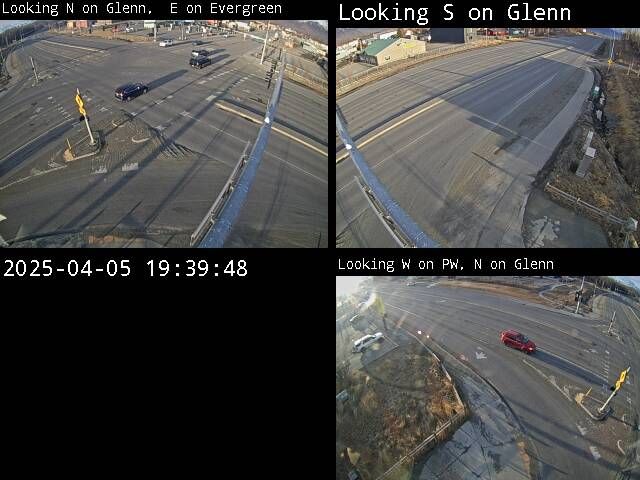 Looking N on Glenn,  E on Evergreen
Looking S on Glenn
2025-04-05 19:39:48
Looking W on PW, N on Glenn